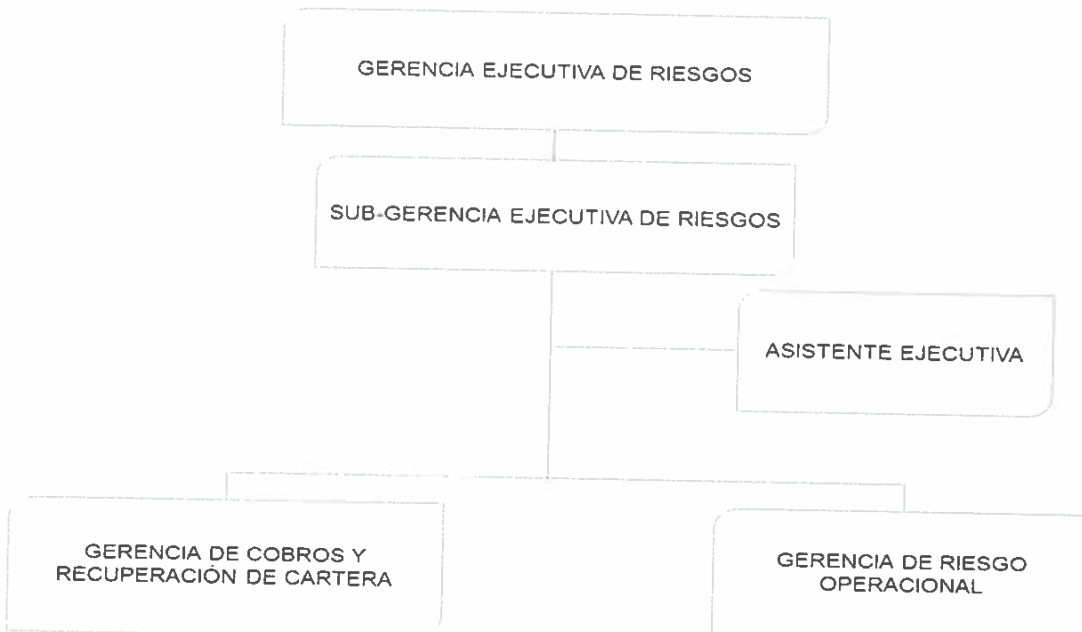 GERENCIA EJECUTIVA DE RIESGOS
SUB-GERENCIA EJECUTIVA DE RIESGOS
ASISTENTE EJECUTIVA
GERENCIA DE COBROS Y
RECUPERACIÓN DE CARTERA
GERENCIA DE RIESGO
OPERACIONAL